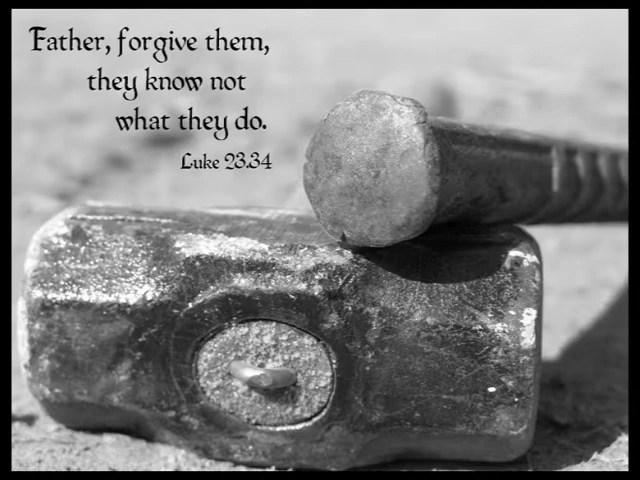 Father, forgive them,
they know not
what they do.
Luke 23.34